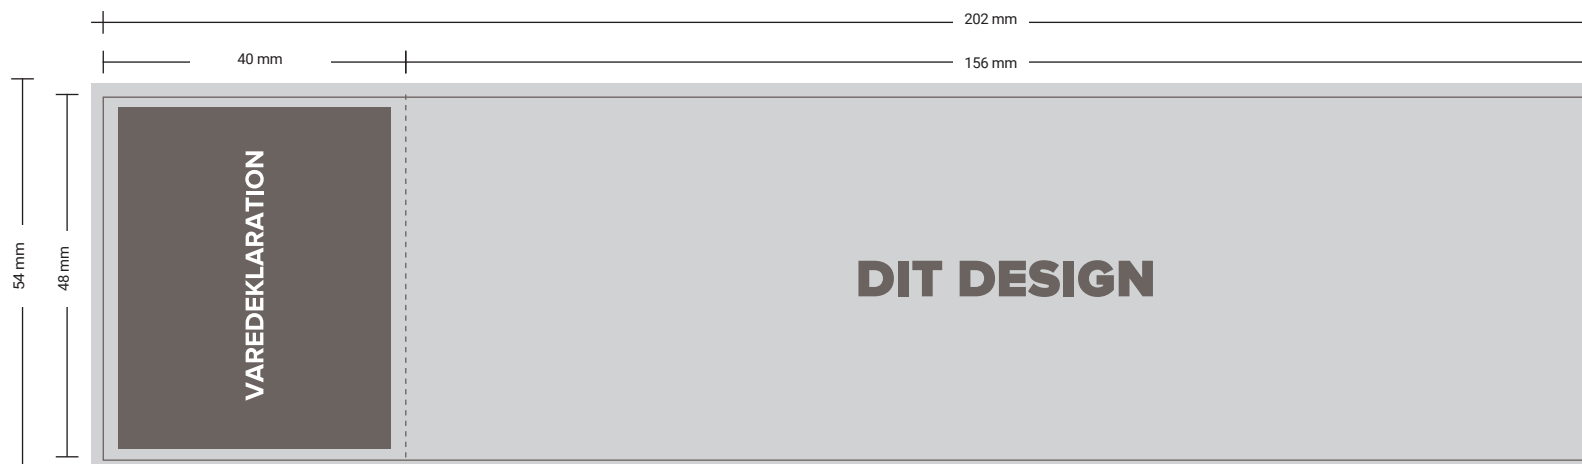 202 mm
40 mm
156 mm
54 mm
48 mm
VAREDEKLARATION
DIT DESIGN